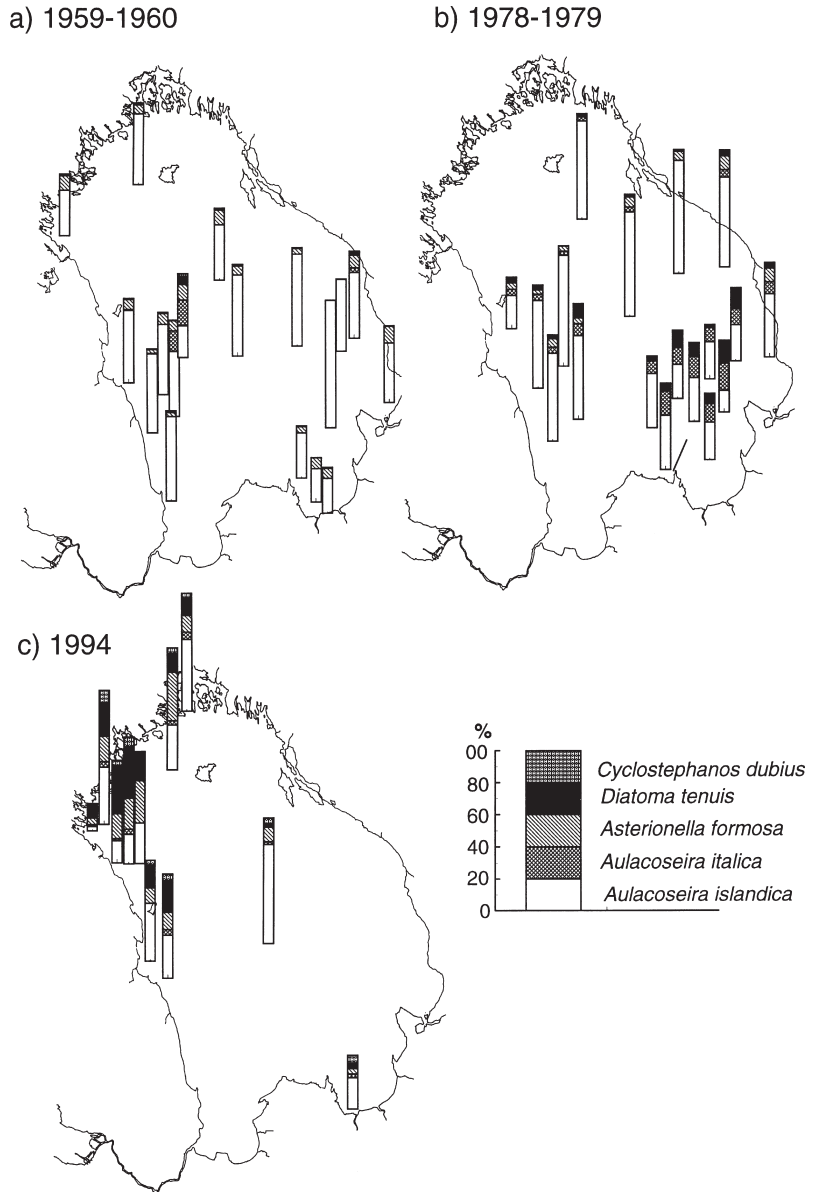 a) 1959-1960
b) 1978-1979
c) 1994
%
00
80
60
40
20
0
Cyclostephanos dubius
Diatoma tenuis
Asterionella formosa
Aulacoseira italica
Aulacoseira islandica